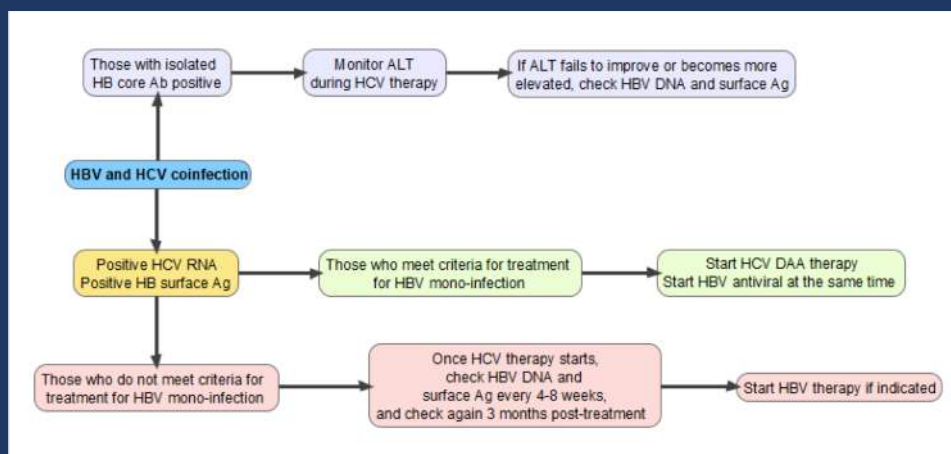 Those with isolated
HB core Ab positive
Monitor ALT
during HCV therapy
If ALT fails to improve or becomes more
elevated, check HBV DNA and surface Ag
HBV and HCV coinfection
Positive HCV RNA
Positive HB surface Ag
Those who meet criteria for treatment
for HBV mono-infection
Start HCV DAA therapy
Start HBV antiviral at the same time
Those who do not meet criteria for
treatment for HBV mono-infection
Once HCV therapy starts,
check HBV DNA and
surface Ag every 4-8 weeks,
and check again 3 months post-treatment
Start HBV therapy if indicated